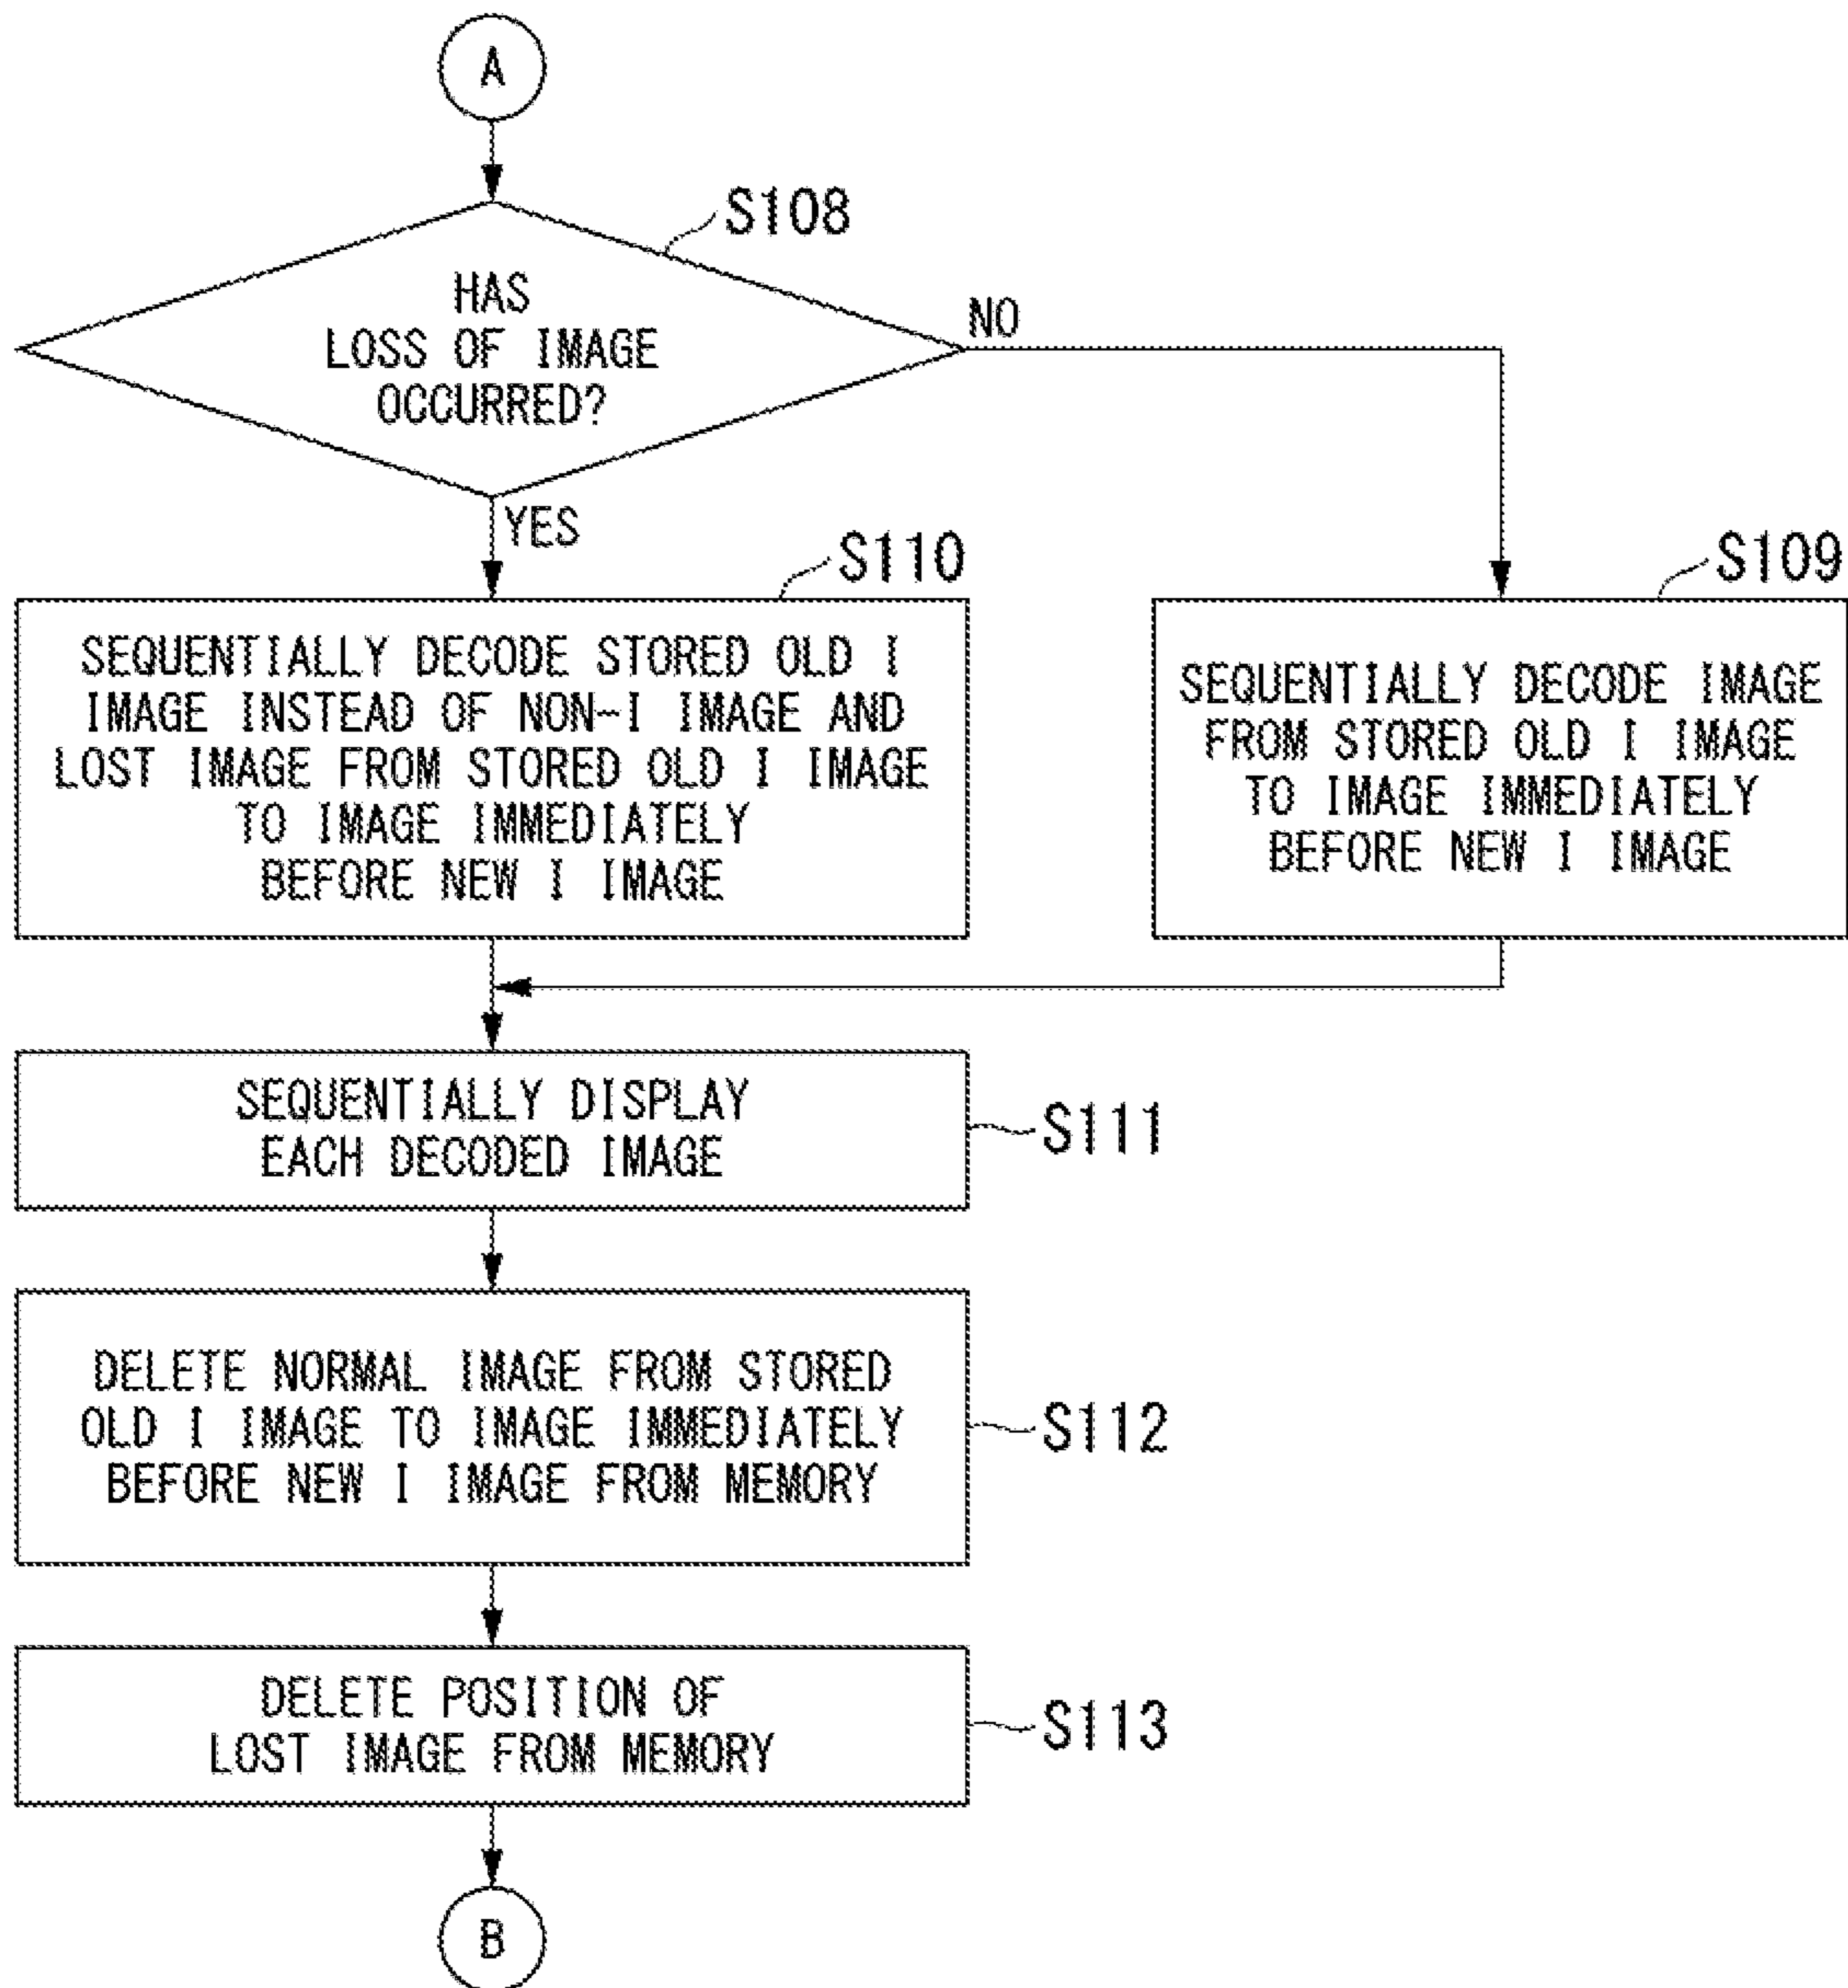 A
S108
HAS
LOSS OF IMAGE
OCCURRED?
NO
YES
S110
SEQUENTIALLY DECODE STORED OLD I
IMAGE INSTEAD OF NON-I IMAGE AND
LOST IMAGE FROM STORED OLD I IMAGE
TO IMAGE IMMEDIATELY
BEFORE NEW I IMAGE
S109
SEQUENTIALLY DECODE IMAGE
FROM STORED OLD I IMAGE
TO IMAGE IMMEDIATELY
BEFORE NEW I IMAGE
SEQUENTIALLY DISPLAY
EACH DECODED IMAGE
S111
DELETE NORMAL IMAGE FROM STORED
OLD I IMAGE TO IMAGE IMMEDIATELY
BEFORE NEW I IMAGE FROM MEMORY
S112
DELETE POSITION OF
LOST IMAGE FROM MEMORY
S113
B